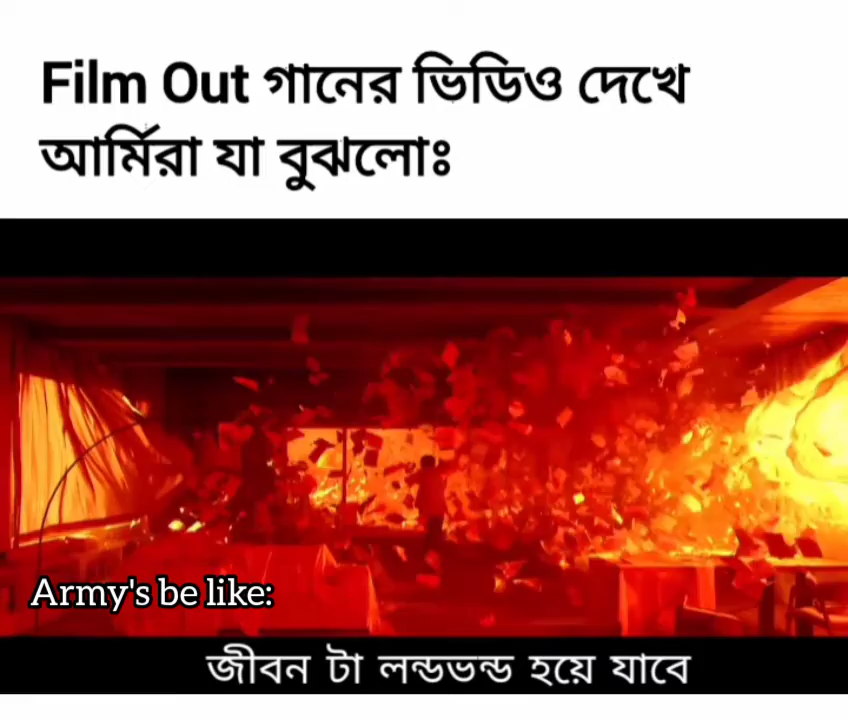 Film Out গানের ভিডিও দেখে
আর্মিরা যা বুঝলোঃ
Army's be like:
জীবন টা লন্ডভন্ড হয়ে যাবে